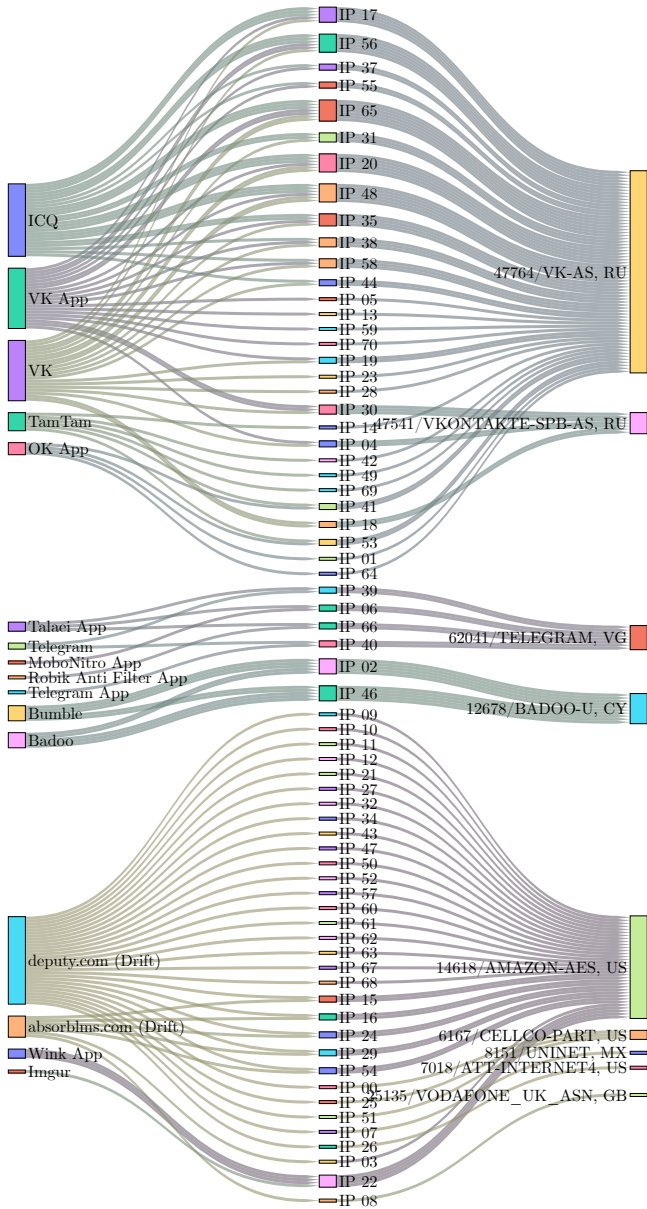 ICQ
VK App
VK
TamTam
OK App
Talaei App
Telegram
MoboNitro App
Robik Anti Filter App
Telegram App
Bumble
Badoo
deputy.com (Drift)
absorblms.com (Drift)
Wink App
Imgur
IP 17
IP 56
IP 37
IP 55
IP 65
IP 31
IP 20
IP 48
IP 35
IP 38
IP 58
IP 44
IP 05
IP 13
IP 59
IP 70
IP 19
IP 23
IP 28
IP 30
IP 14
IP 04
IP 42
IP 49
IP 69
IP 41
IP 18
IP 53
IP 01
IP 64
IP 39
IP 06
IP 66
IP 40
IP 02
IP 46
IP 09
IP 10
IP 11
IP 12
IP 21
IP 27
IP 32
IP 34
IP 43
IP 47
IP 50
IP 52
IP 57
IP 60
IP 61
IP 62
IP 63
IP 67
IP 68
IP 15
IP 16
IP 24
IP 29
IP 54
IP 00
IP 25
IP 51
IP 07
IP 26
IP 03
IP 22
IP 08
47764/VK-AS, RU
47541/VKONTAKTE-SPB-AS, RU
62041/TELEGRAM, VG
12678/BADOO-U, CY
14618/AMAZON-AES, US
6167/CELLCO-PART, US
8151/UNINET, MX
7018/ATT-INTERNET4, US
25135/VODAFONE_UK_ASN, GB